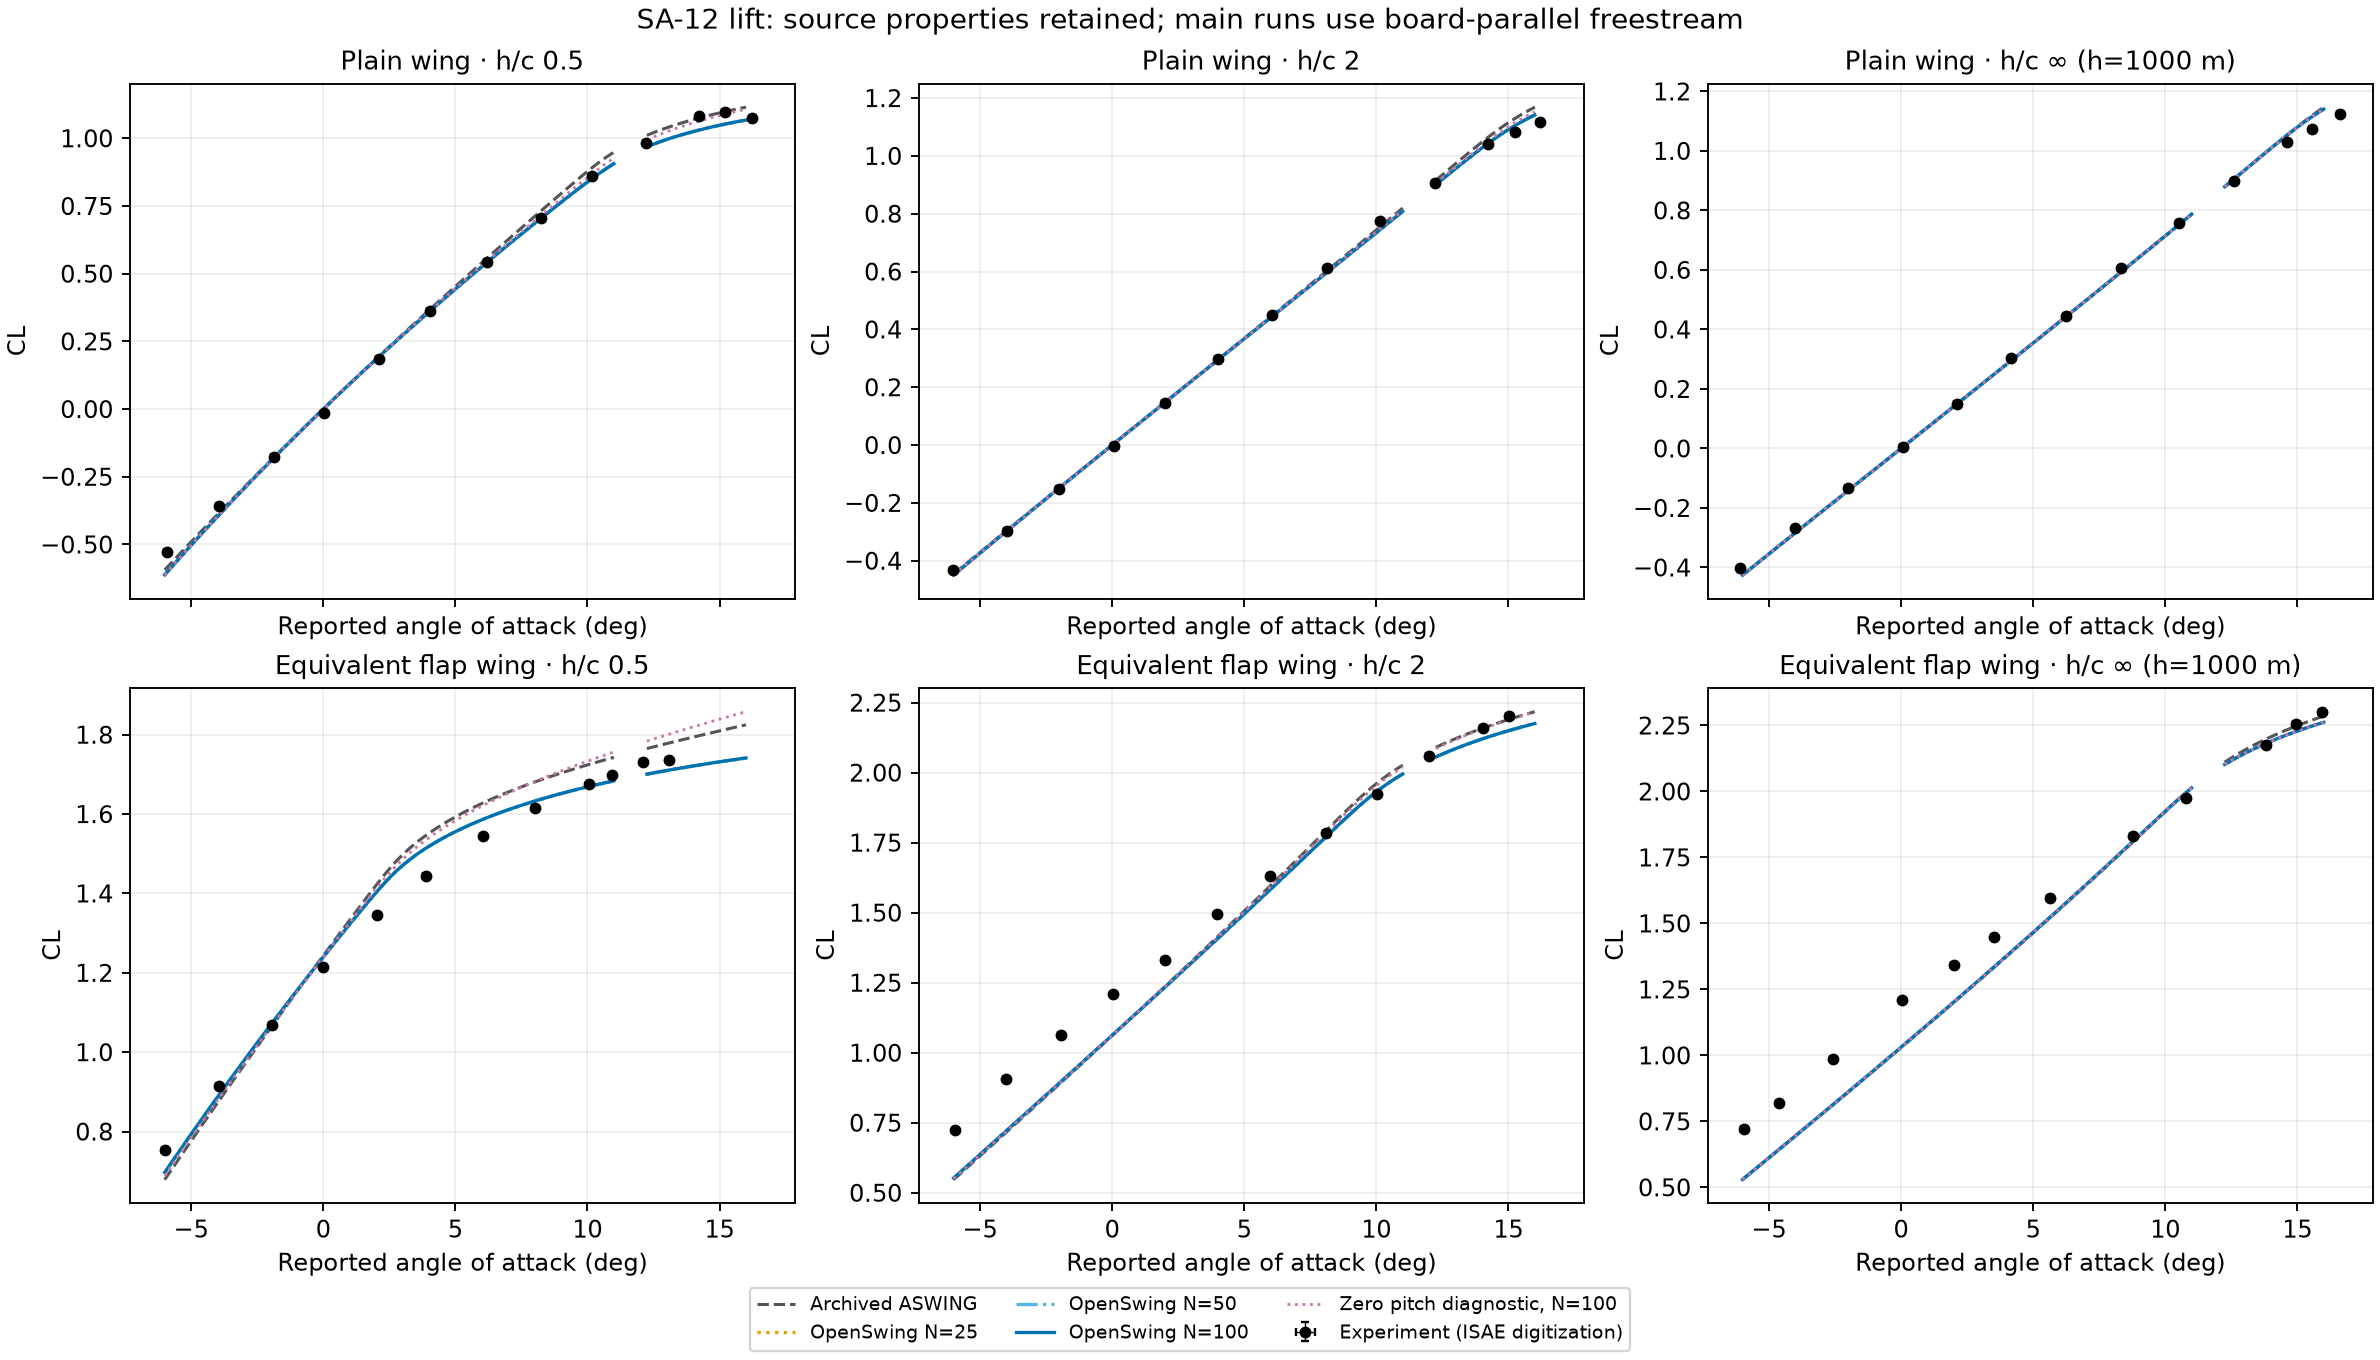 SA-12 lift: source properties retained; main runs use board-parallel freestream
Plain wing · h/c 0.5
CL
1.00
0.75
0.50
0.25
0.00
−0.25
−0.50
Reported angle of attack (deg)
Plain wing · h/c 2
CL
1.2
1.0
0.8
0.6
0.4
0.2
0.0
−0.2
−0.4
Reported angle of attack (deg)
Plain wing · h/c ∞ (h=1000 m)
CL
1.2
1.0
0.8
0.6
0.4
0.2
0.0
−0.2
−0.4
Reported angle of attack (deg)
Equivalent flap wing · h/c 0.5
CL
1.8
1.6
1.4
1.2
1.0
0.8
−5 0 5 10 15
Reported angle of attack (deg)
Equivalent flap wing · h/c 2
CL
2.25
2.00
1.75
1.50
1.25
1.00
0.75
0.50
−5 0 5 10 15
Reported angle of attack (deg)
Equivalent flap wing · h/c ∞ (h=1000 m)
CL
2.25
2.00
1.75
1.50
1.25
1.00
0.75
0.50
−5 0 5 10 15
Reported angle of attack (deg)
Archived ASWING
OpenSwing N=25
OpenSwing N=50
OpenSwing N=100
Zero pitch diagnostic, N=100
Experiment (ISAE digitization)